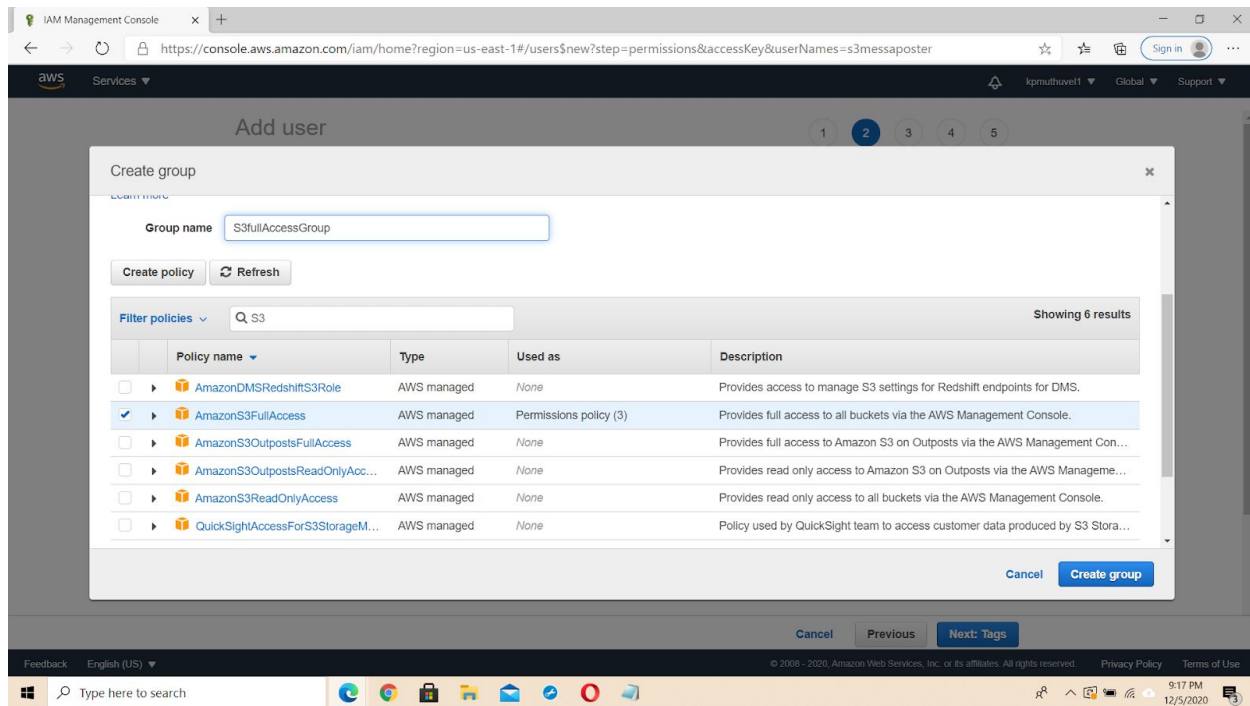 IAM Management Console
https://console.aws.amazon.com/iam/home?region=us-east-1#/users$new?step=permissions&accessKey&userNames=s3messaposter
Sign in
aws Services kpmuthuvel1 Global Support
Add user 1 2 3 4 5
Create group
Learn more
Group name S3fullAccessGroup
Create policy Refresh
Filter policies S3 Showing 6 results
Policy name Type Used as Description
AmazonDMSRedshiftS3Role AWS managed None Provides access to manage S3 settings for Redshift endpoints for DMS.
AmazonS3FullAccess AWS managed Permissions policy (3) Provides full access to all buckets via the AWS Management Console.
AmazonS3OutpostsFullAccess AWS managed None Provides full access to Amazon S3 on Outposts via the AWS Management Con...
AmazonS3OutpostsReadOnlyAcc... AWS managed None Provides read only access to Amazon S3 on Outposts via the AWS Manageme...
AmazonS3ReadOnlyAccess AWS managed None Provides read only access to all buckets via the AWS Management Console.
QuickSightAccessForS3StorageM... AWS managed None Policy used by QuickSight team to access customer data produced by S3 Stora...
Cancel Create group
Cancel Previous Next: Tags
Feedback English (US) © 2008 - 2020, Amazon Web Services, Inc. or its affiliates. All rights reserved. Privacy Policy Terms of Use
Type here to search
9:17 PM
12/5/2020
3